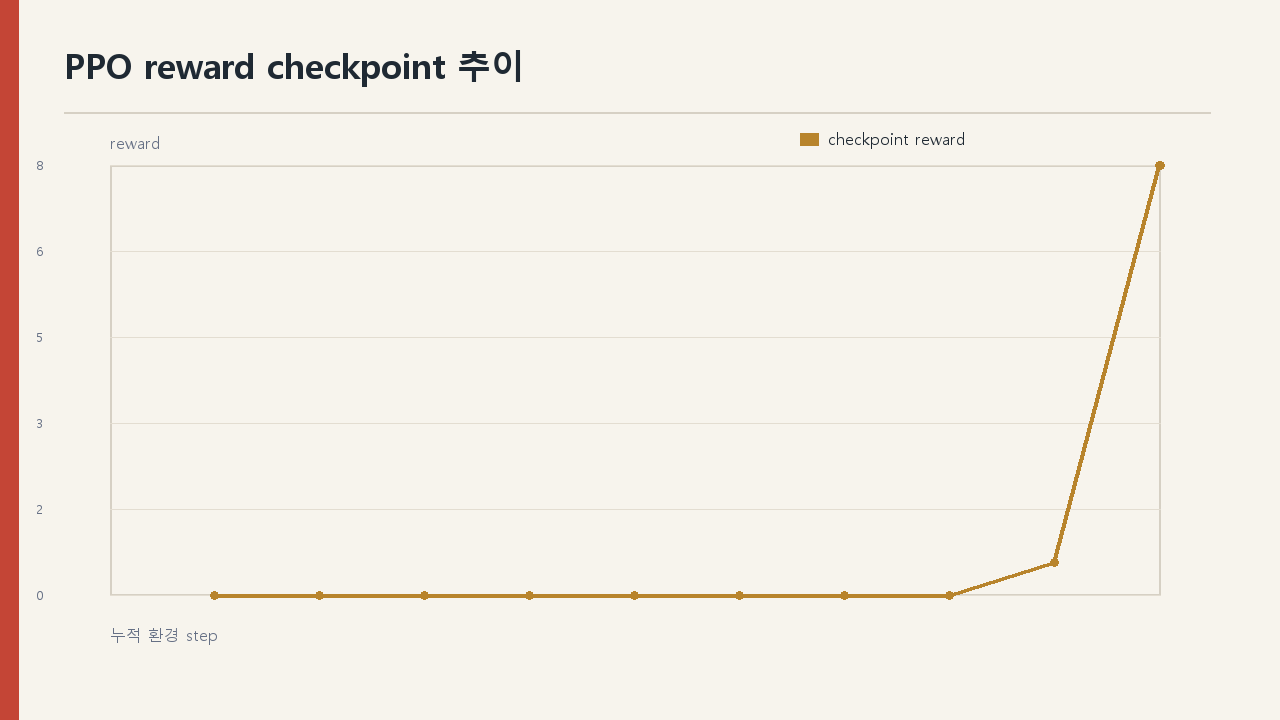 PPO reward checkpoint 추이
reward
checkpoint reward
8
6
5
3
2
0
누적 환경 step